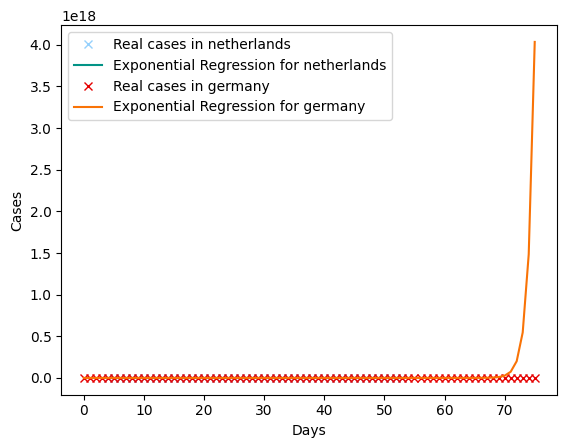 1e18
4.0
3.5
3.0
2.5
2.0
1.5
1.0
0.5
0.0
Cases
Real cases in netherlands
Exponential Regression for netherlands
Real cases in germany
Exponential Regression for germany
0 10 20 30 40 50 60 70
Days